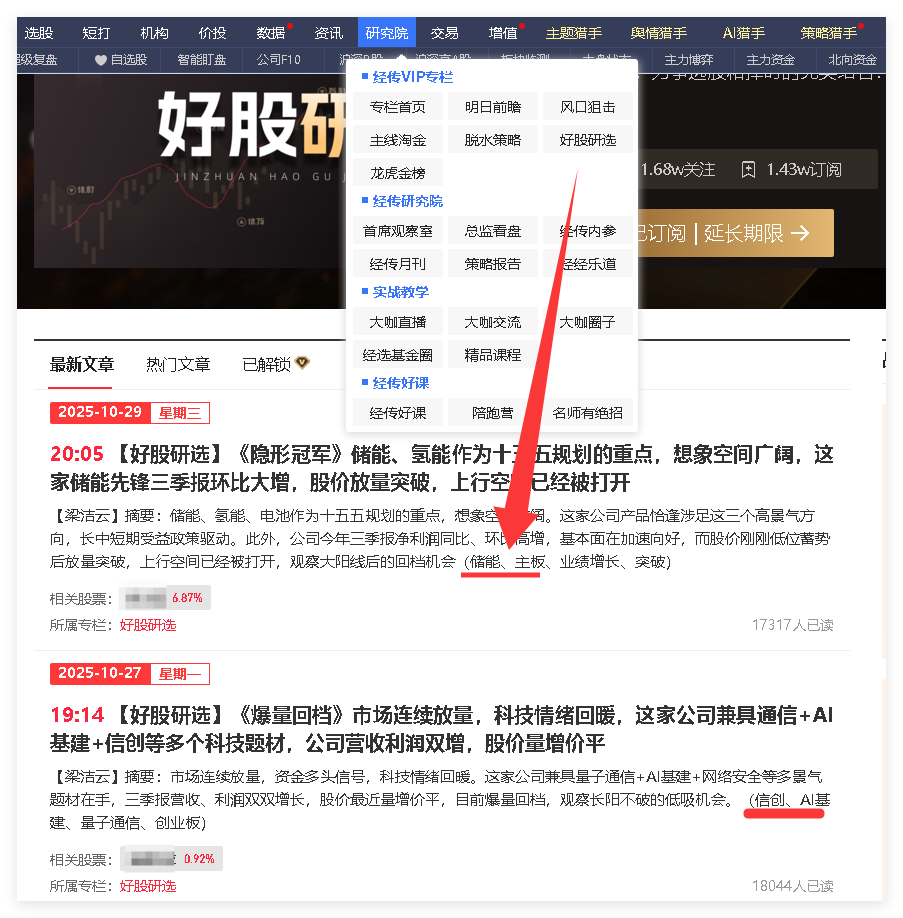 选股 短打 机构 价投 数据 资讯 研究院 交易 增值 主题猎手 舆情猎手 AI猎手 策略猎手
级复盘 自选股 智能盯盘 公司F10 主力博弈 主力资金 北向资金
经传VIP专栏
专栏首页 明日前瞻 风口狙击
主线淘金 脱水策略 好股研选
龙虎金榜
经传研究院
首席观察室 总监看盘 经传内参
经传月刊 策略报告 经经乐道
实战教学
大咖直播 大咖交流 大咖圈子
经选基金圈 精品课程
经传好课
经传好课 陪跑营 名师有绝招
好股研
JINZHUAN HAO GU J
18.87
18.75
1.68w关注 1.43w订阅
已订阅 | 延长期限
最新文章 热门文章 已解锁
2025-10-29 星期三
20:05 【好股研选】《隐形冠军》储能、氢能作为十五五规划的重点，想象空间广阔，这
家储能先锋三季报环比大增，股价放量突破，上行空间已经被打开
【梁洁云】摘要：储能、氢能、电池作为十五五规划的重点，想象空间广阔。这家公司产品恰逢涉足这三个高景气方
向，长中短期受益政策驱动。此外，公司今年三季报净利润同比、环比高增，基本面在加速向好，而股价刚刚低位蓄势
后放量突破，上行空间已经被打开，观察大阳线后的回档机会（储能、主板、业绩增长、突破）
相关股票： 6.87%
所属专栏：好股研选 17317人已读
2025-10-27 星期一
19:14 【好股研选】《爆量回档》市场连续放量，科技情绪回暖，这家公司兼具通信+AI
基建+信创等多个科技题材，公司营收利润双增，股价量增价平
【梁洁云】摘要：市场连续放量，资金多头信号，科技情绪回暖。这家公司兼具量子通信+AI基建+网络安全等多景气
题材在手，三季报营收、利润双双增长，股价最近量增价平，目前爆量回档，观察长阳不破的低吸机会。（信创、AI基
建、量子通信、创业板）
相关股票： 0.92%
所属专栏：好股研选 18044人已读